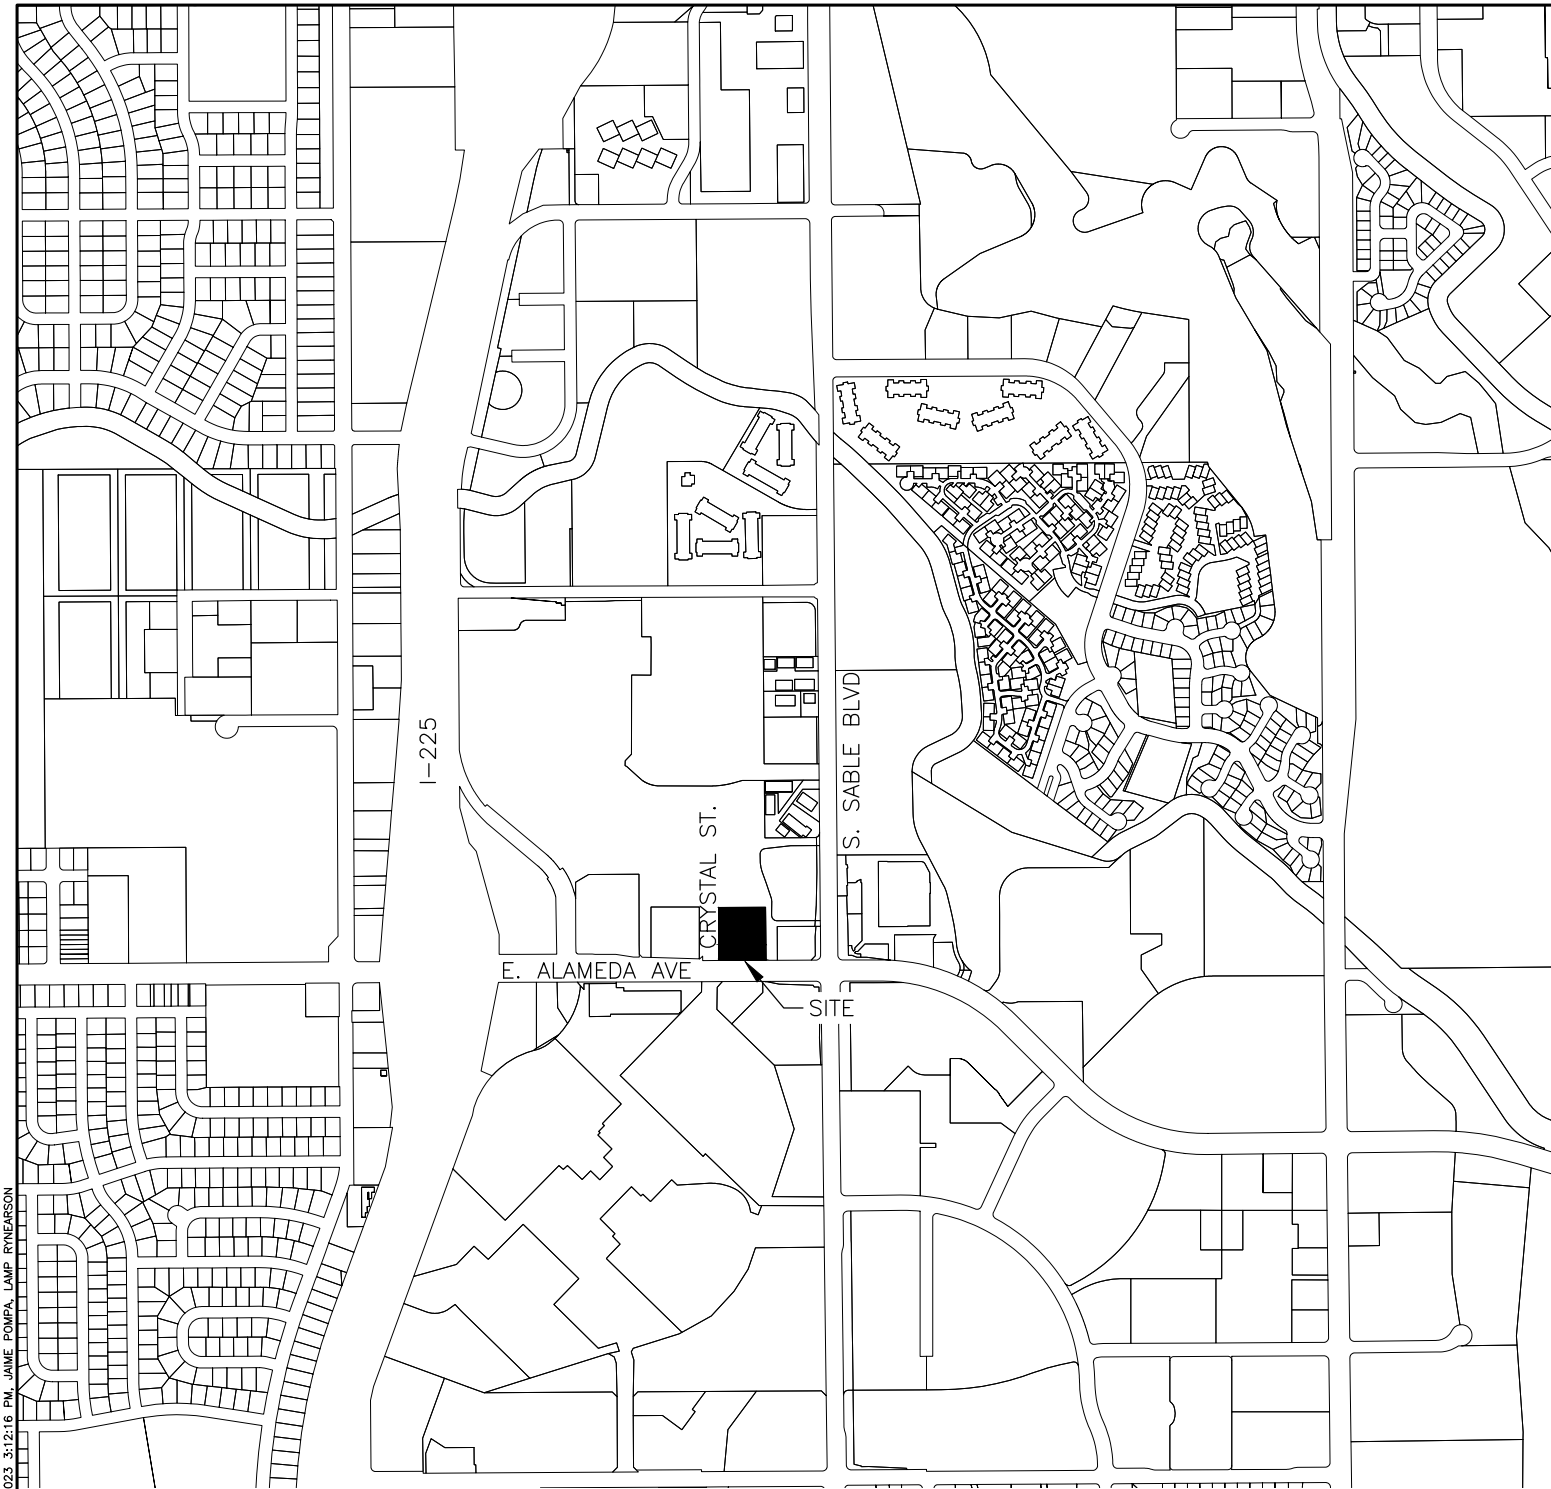 I-225
CRYSTAL ST.
S. SABLE BLVD
E. ALAMEDA AVE
SITE
023 3:12:16 PM, JAIME POMPA, LAMP RYNEARSON